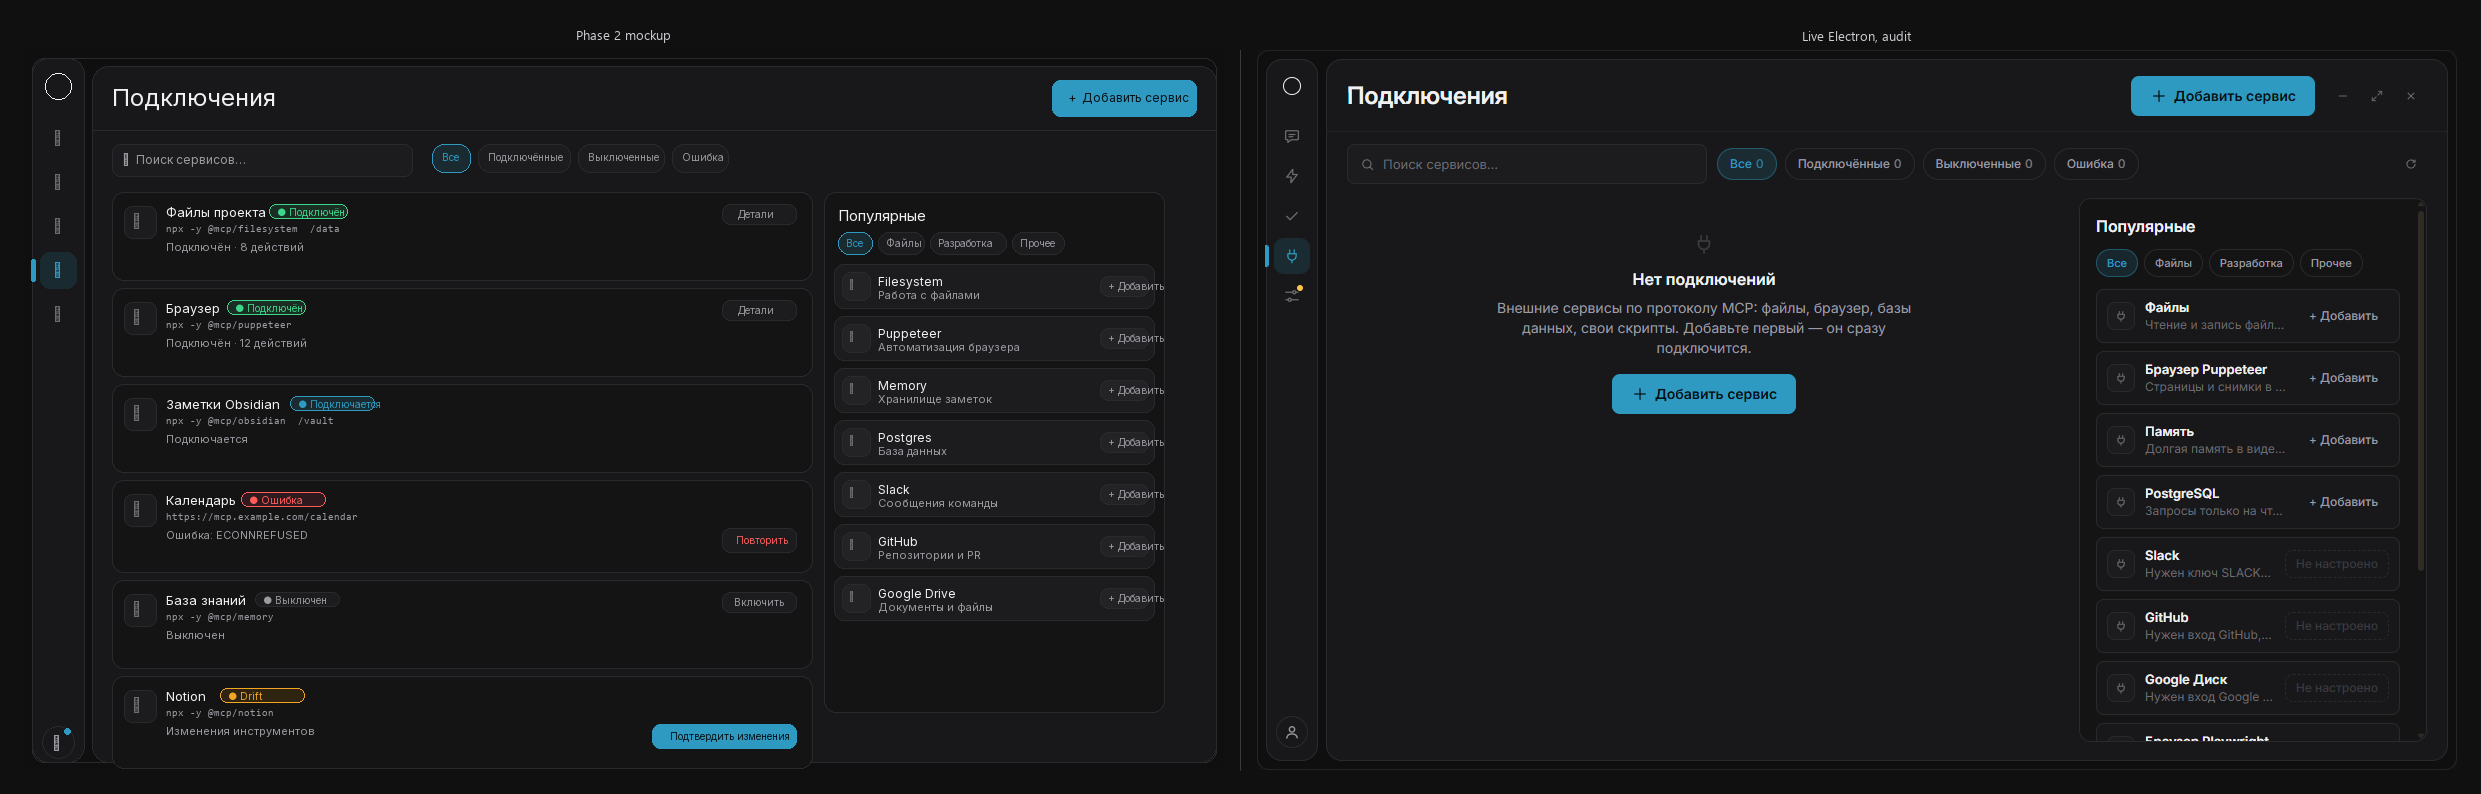 Phase 2 mockup
Подключения
+ Добавить сервис
Поиск сервисов...
Все
Подключённые
Выключенные
Ошибка
Файлы проекта
Подключён
Детали
npx -y @mcp/filesystem /data
Подключён · 8 действий
Браузер
Подключён
Детали
npx -y @mcp/puppeteer
Подключён · 12 действий
Заметки Obsidian
Подключается
npx -y @mcp/obsidian /vault
Подключается
Календарь
Ошибка
https://mcp.example.com/calendar
Ошибка: ECONNREFUSED
Повторить
База знаний
Выключен
Включить
npx -y @mcp/memory
Выключен
Notion
Drift
npx -y @mcp/notion
Изменения инструментов
Подтвердить изменения
Популярные
Все
Файлы
Разработка
Прочее
Filesystem
Работа с файлами
+ Добавить
Puppeteer
Автоматизация браузера
+ Добавить
Memory
Хранилище заметок
+ Добавить
Postgres
База данных
+ Добавить
Slack
Сообщения команды
+ Добавить
GitHub
Репозитории и PR
+ Добавить
Google Drive
Документы и файлы
+ Добавить
Live Electron, audit
Подключения
+ Добавить сервис
Поиск сервисов...
Все 0
Подключённые 0
Выключенные 0
Ошибка 0
Нет подключений
Внешние сервисы по протоколу MCP: файлы, браузер, базы
данных, свои скрипты. Добавьте первый — он сразу
подключится.
+ Добавить сервис
Популярные
Все
Файлы
Разработка
Прочее
Файлы
Чтение и запись файл...
+ Добавить
Браузер Puppeteer
Страницы и снимки в ...
+ Добавить
Память
Долгая память в виде...
+ Добавить
PostgreSQL
Запросы только на чт...
+ Добавить
Slack
Нужен ключ SLACK...
Не настроено
GitHub
Нужен вход GitHub,...
Не настроено
Google Диск
Нужен вход Google ...
Не настроено
Браузер Playwright